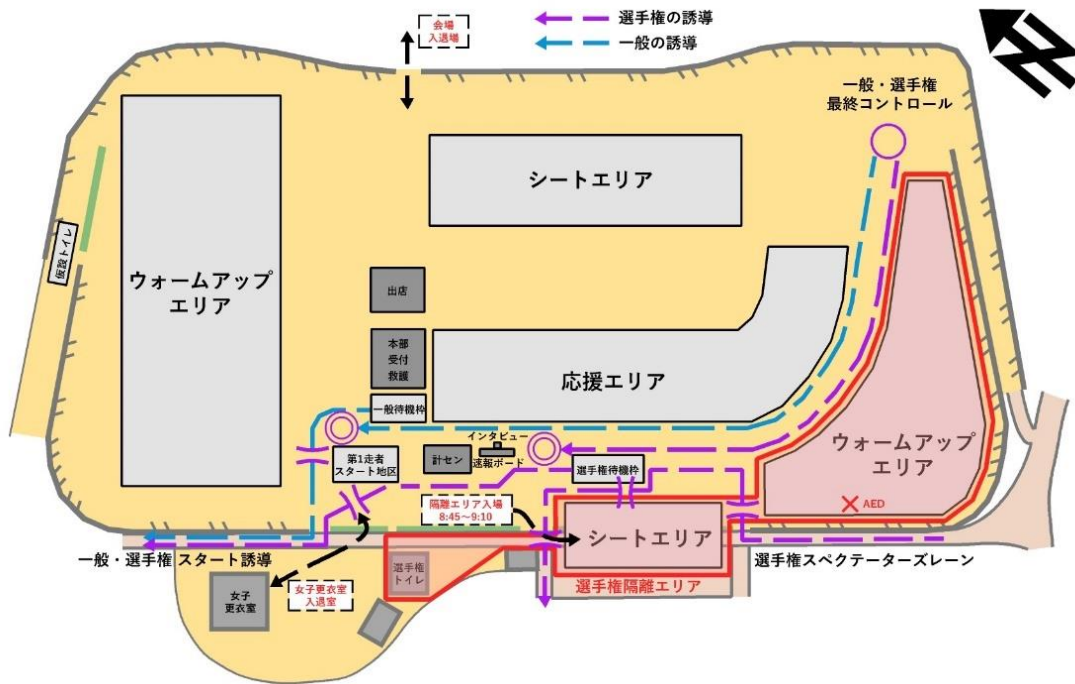 会場
入退場
選手権の誘導
一般の誘導
N
一般・選手権
最終コントロール
シートエリア
仮設トイレ
ウォームアップ
エリア
出店
本部
受付
救護
応援エリア
一般待機枠
第1走者
スタート地区
計セン
インタビュー
速報ボード
選手権待機枠
ウォームアップ
エリア
AED
隔離エリア入場
8:45~9:10
シートエリア
一般・選手権 スタート誘導
選手権スペクテーターズレーン
選手権
トイレ
選手権隔離エリア
女子
更衣室
女子更衣室
入退室